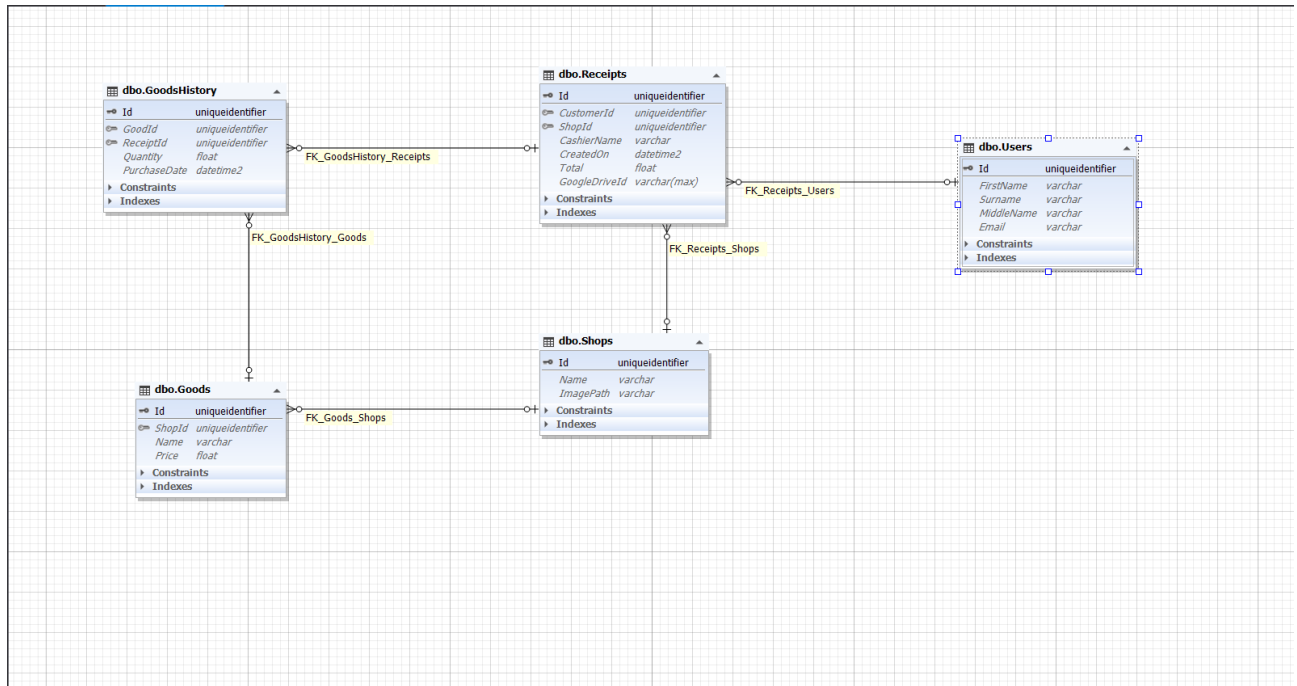 dbo.GoodsHistory
Id uniqueidentifier
GoodId uniqueidentifier
ReceiptId uniqueidentifier
Quantity float
PurchaseDate datetime2
Constraints
Indexes
FK_GoodsHistory_Receipts
dbo.Receipts
Id uniqueidentifier
CustomerId uniqueidentifier
ShopId uniqueidentifier
CashierName varchar
CreatedOn datetime2
Total float
GoogleDriveId varchar(max)
Constraints
Indexes
FK_Receipts_Users
dbo.Users
Id uniqueidentifier
FirstName varchar
Surname varchar
MiddleName varchar
Email varchar
Constraints
Indexes
FK_GoodsHistory_Goods
FK_Receipts_Shops
dbo.Goods
Id uniqueidentifier
ShopId uniqueidentifier
Name varchar
Price float
Constraints
Indexes
FK_Goods_Shops
dbo.Shops
Id uniqueidentifier
Name varchar
ImagePath varchar
Constraints
Indexes